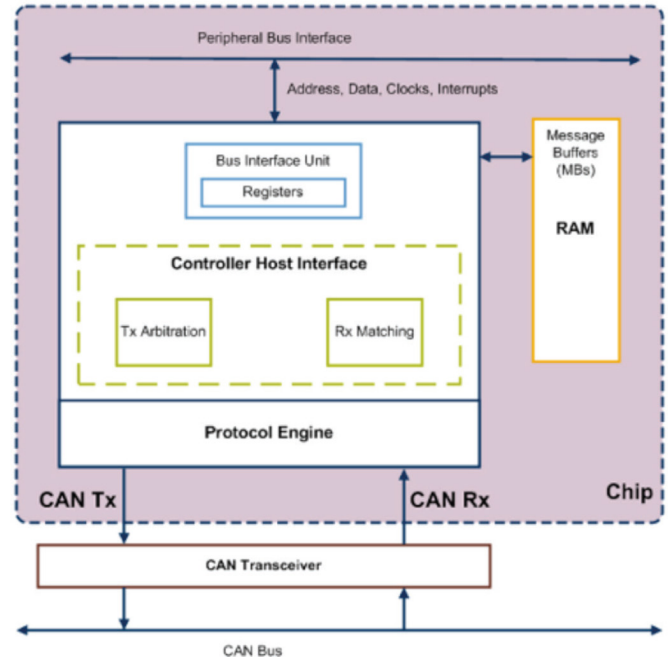 Peripheral Bus Interface
Address, Data, Clocks, Interrupts
Bus Interface Unit
Registers
Message
Buffers
(MBs)
RAM
Controller Host Interface
Tx Arbitration
Rx Matching
Protocol Engine
CAN Tx
CAN Rx
Chip
CAN Transceiver
CAN Bus